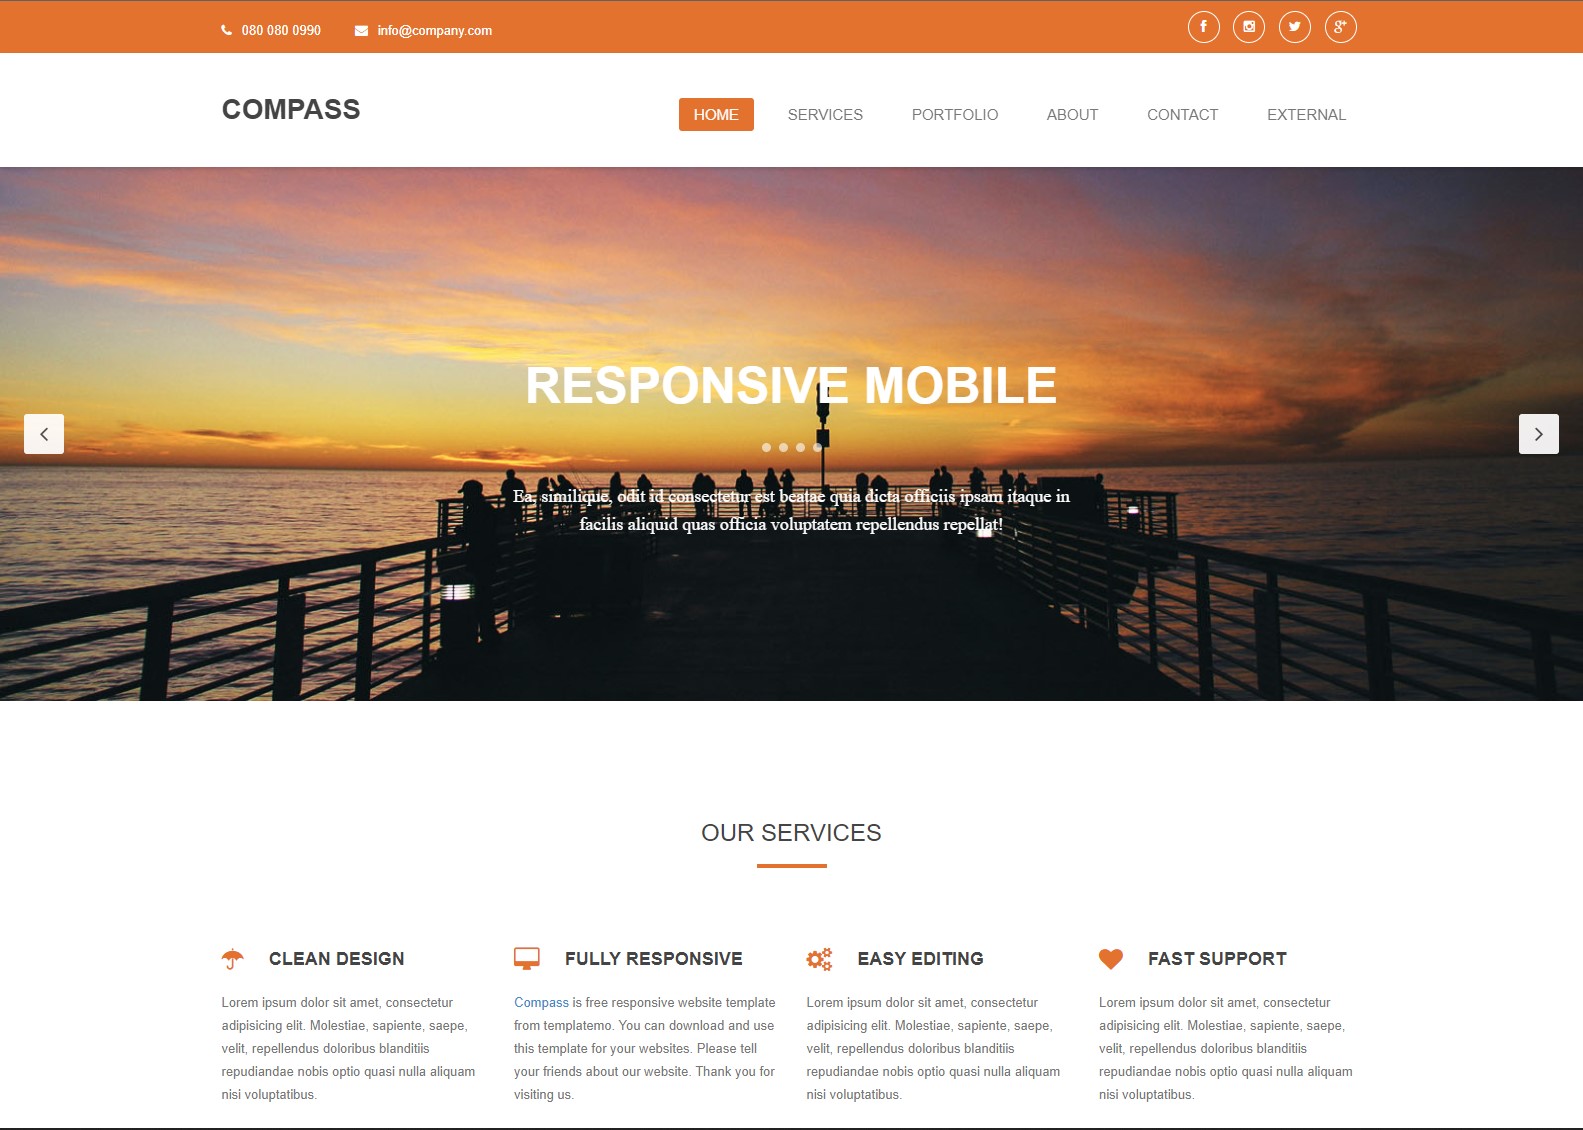 080 080 0990 info@company.com
COMPASS
HOME SERVICES PORTFOLIO ABOUT CONTACT EXTERNAL
RESPONSIVE MOBILE
Ea, similique, odit id consectetur est beatae quia dicta officiis ipsam itaque in
facilis aliquid quas officia voluptatem repellendus repellat!
OUR SERVICES
CLEAN DESIGN
Lorem ipsum dolor sit amet, consectetur
adipisicing elit. Molestiae, sapiente, saepe,
velit, repellendus doloribus blanditiis
repudiandae nobis optio quasi nulla aliquam
nisi voluptatibus.
FULLY RESPONSIVE
Compass is free responsive website template
from templatemo. You can download and use
this template for your websites. Please tell
your friends about our website. Thank you for
visiting us.
EASY EDITING
Lorem ipsum dolor sit amet, consectetur
adipisicing elit. Molestiae, sapiente, saepe,
velit, repellendus doloribus blanditiis
repudiandae nobis optio quasi nulla aliquam
nisi voluptatibus.
FAST SUPPORT
Lorem ipsum dolor sit amet, consectetur
adipisicing elit. Molestiae, sapiente, saepe,
velit, repellendus doloribus blanditiis
repudiandae nobis optio quasi nulla aliquam
nisi voluptatibus.